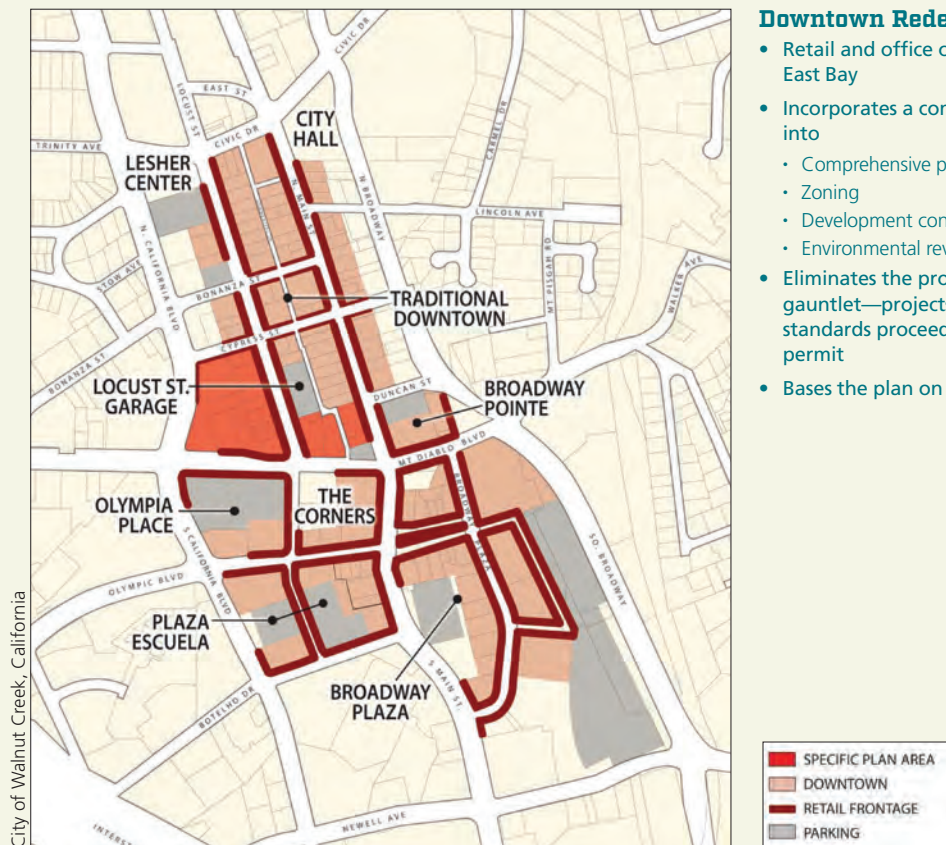 Downtown Rede
• Retail and office c
East Bay
• Incorporates a con
into
• Comprehensive p
• Zoning
• Development con
• Environmental rev
• Eliminates the pro
gauntlet—projects
standards proceed
permit
• Bases the plan on
CIVIC DR
LOCUST ST
EAST ST
CIVIC DR
CITY
HALL
TRINITY AVE
LESHER
CENTER
CARMEL DR
N. MAIN ST
N BROADWAY
LINCOLN AVE
N. CALIFORNIA BLVD
STOW AVE
BONANZA ST
MT PISGAH RD
WALKER AVE
TRADITIONAL
DOWNTOWN
CYPRESS ST
BONANZA ST
LOCUST ST.
GARAGE
DUNCAN ST
BROADWAY
POINTE
MT DIABLO BLVD
OLYMPIA
PLACE
THE
CORNERS
BROADWAY PLAZA
S CALIFORNIA BLVD
SO. BROADWAY
OLYMPIC BLVD
PLAZA
ESCUELA
BROADWAY
PLAZA
S MAIN ST.
BOTELHO DR
NEWELL AVE
INTERST
City of Walnut Creek, California
SPECIFIC PLAN AREA
DOWNTOWN
RETAIL FRONTAGE
PARKING